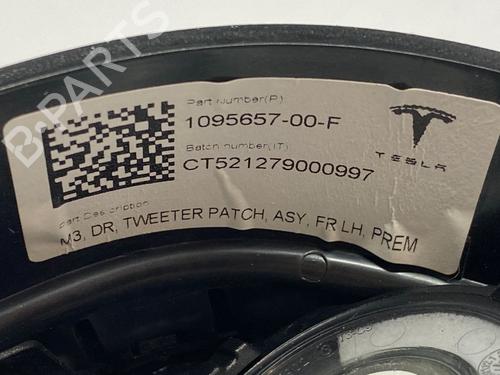 B-PARTS
Part Number(P)
1095657-00-F
Batch number(T)
CT521279000997
TESLA
Part Description
M3, DR, TWEETER PATCH, ASY, FR LH, PREM